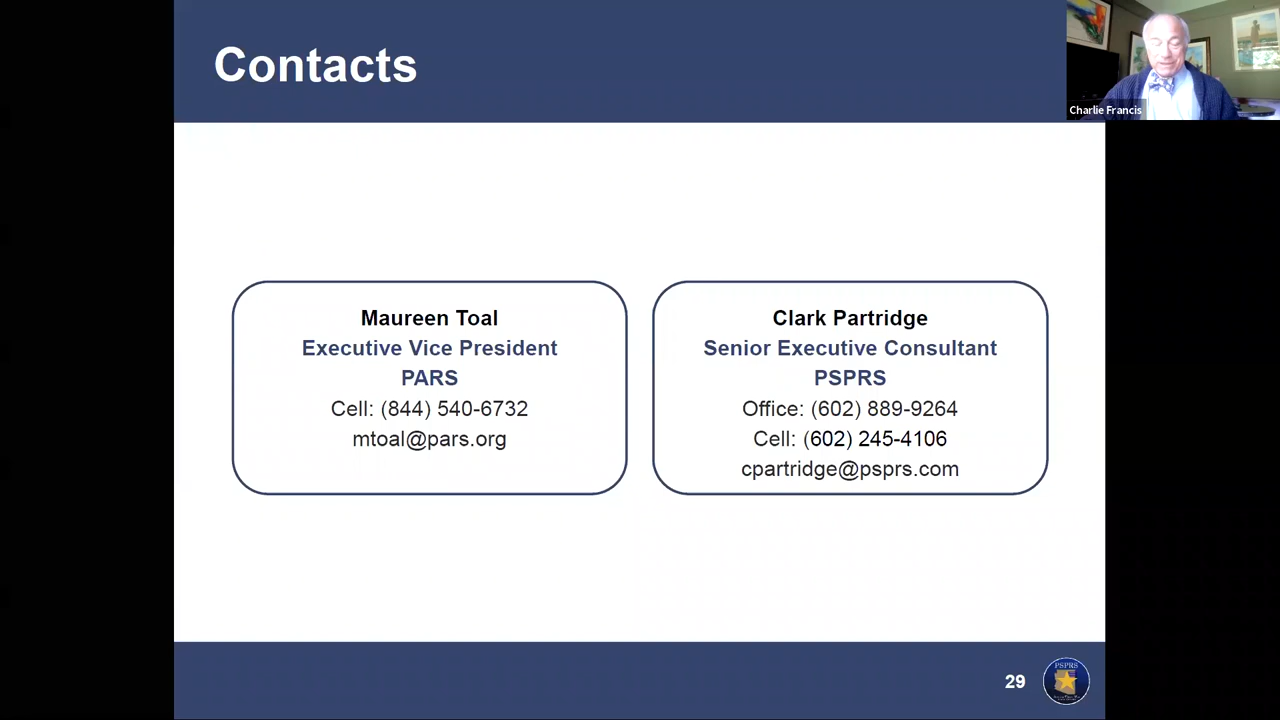 Contacts
Charlie Francis
Maureen Toal
Executive Vice President
PARS
Cell: (844) 540-6732
mtoal@pars.org
Clark Partridge
Senior Executive Consultant
PSPRS
Office: (602) 889-9264
Cell: (602) 245-4106
cpartridge@psprs.com
29
PSPRS